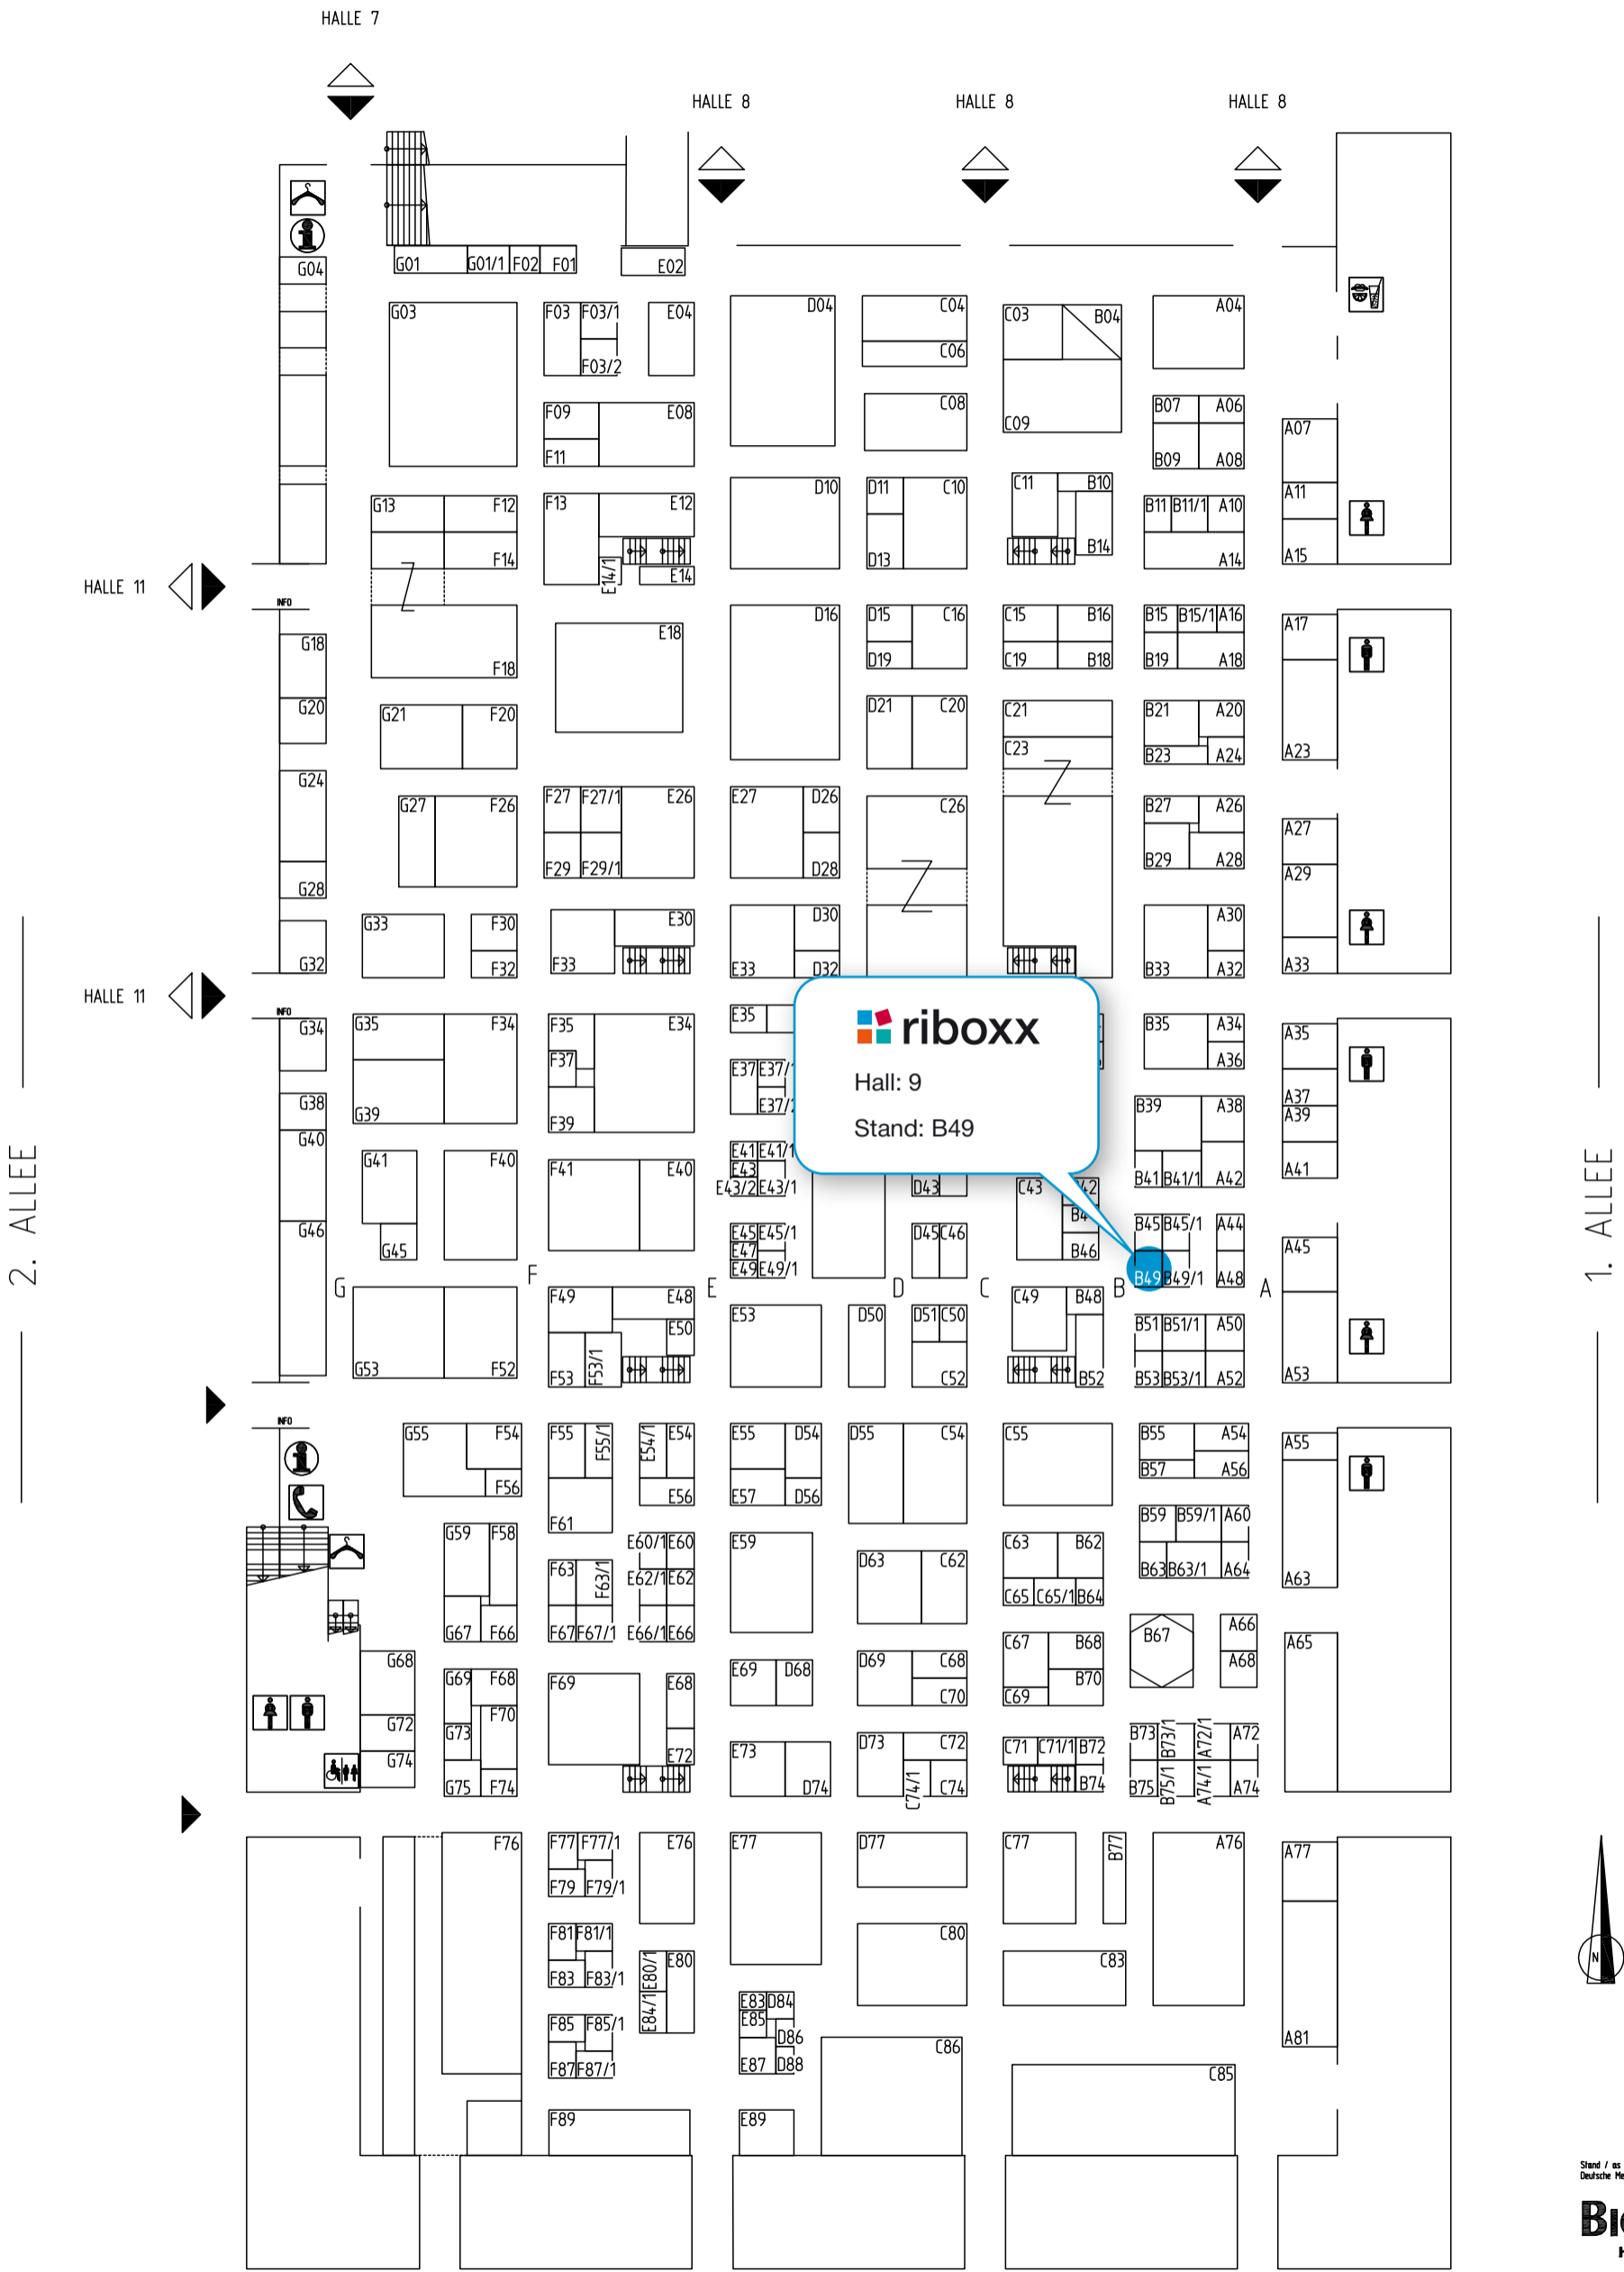 HALLE 7
HALLE 8 HALLE 8 HALLE 8
G04 G01 G01/1 F02 F01 E02
G03 F03 F03/1 E04 D04 C04 C03 B04 A04
F03/2 C06
F09 E08 C08 C09 B07 A06 A07
F11 B09 A08
G13 F12 F13 E12 D10 D11 C10 C11 B10 B11 B11/1 A10 A11
F14 E14/1 E14 D13 B14 A14 A15
HALLE 11
INFO
G18 F18 E18 D16 D15 C16 C15 B16 B15 B15/1 A16 A17
D19 C19 B18 B19 A18
G20 G21 F20 D21 C20 C21 B21 A20
C23 B23 A24 A23
G24 G27 F26 F27 F27/1 E26 E27 D26 C26 B27 A26 A27
G28 F29 F29/1 D28 B29 A28 A29
G33 F30 E30 D30 A30
G32 F32 F33 E33 D32 B33 A32 A33
HALLE 11
INFO
G34 G35 F34 F35 E34 E35 B35 A34 A35
F37 E37 A36
riboxx
Hall: 9
Stand: B49
G38 G39 F39 B39 A38 A37
A39
G40 G41 F40 F41 E40 E41 E41/1 B41 B41/1 A42 A41
E43
E43/2 E43/1 D43 C43
G46 G45 E45 E45/1 D45 C46 B46 B45 B45/1 A44 A45
E47
E49 E49/1 B49 B49/1 A48
G F E D C B A
2. ALLEE
1. ALLEE
F49 E48 E53 D50 D51 C50 C49 B48 B51 B51/1 A50
E50
G53 F52 F53 F53/1 C52 B52 B53 B53/1 A52 A53
INFO
G55 F54 F55 F55/1 E54/1 E54 E55 D54 D55 C54 C55 B55 A54 A55
F56 E56 E57 D56 B57 A56
G59 F58 F61 E60/1 E60 E59 C63 B62 B59 B59/1 A60
F63 F63/1 E62/1 E62 D63 C62 B63 B63/1 A64 A63
C65 C65/1 B64
G67 F66 F67 F67/1 E66/1 E66 C67 B68 B67 A66 A65
G68 G69 F68 F69 E68 E69 D68 D69 C68 B70 A68
F70 C70 C69
G72 G73 E72 E73 D73 C72 C71 C71/1 B72 B73 B73/1 A72/1 A72
G74 G75 F74 D74 C74/1 C74 B74 B75 B75/1 A74/1 A74
F76 F77 F77/1 E76 E77 D77 C77 B77 A76 A77
F79 F79/1
F81 F81/1 C80
F83 F83/1 E80/1 E80 C83
E84/1 E83 D84
F85 F85/1 E85
D86 A81
F87 F87/1 E87 D88 C86 C85
F89 E89
N
Stand / as